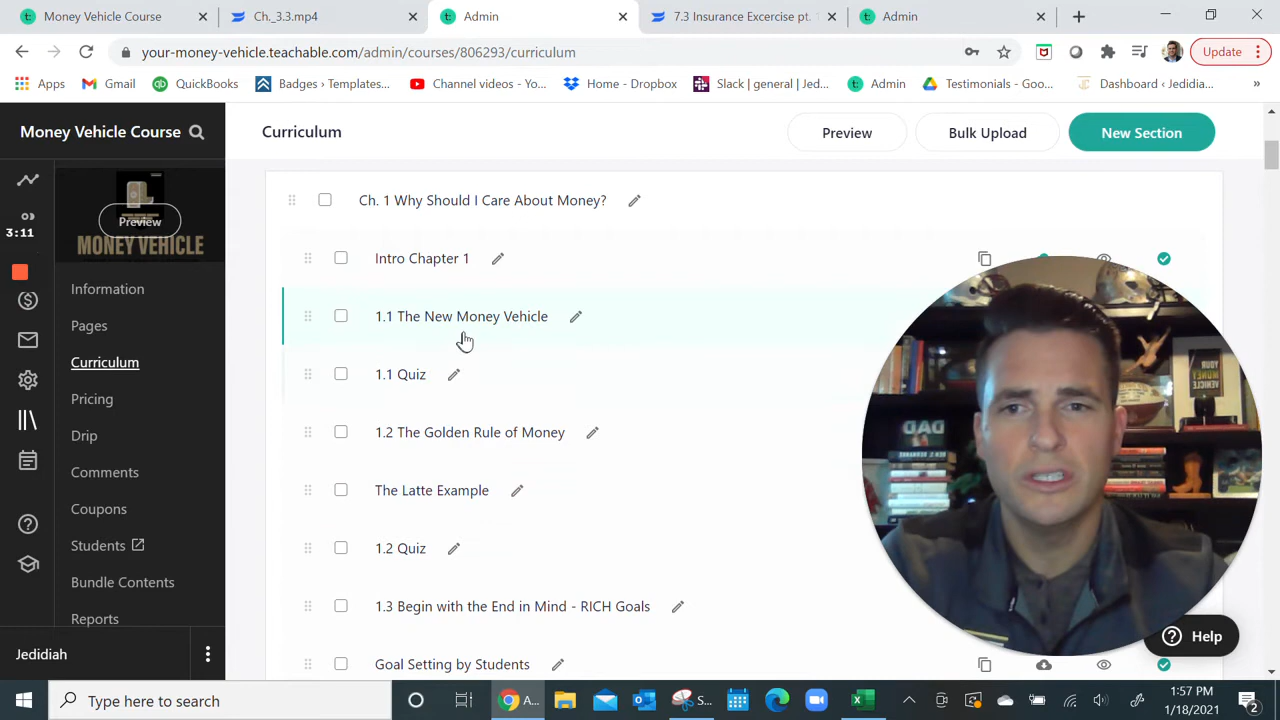 Money Vehicle Course
Ch._3.3.mp4
Admin
7.3 Insurance Excercise pt.
Admin
your-money-vehicle.teachable.com/admin/courses/806293/curriculum
Update
Apps
Gmail
QuickBooks
Badges › Templates...
Channel videos - Yo...
Home - Dropbox
Slack | general | Jed...
Admin
Testimonials - Goo...
Dashboard ‹ Jedidia...
Money Vehicle Course
Curriculum
Preview
Bulk Upload
New Section
Preview
MONEY VEHICLE
3:11
Information
Pages
Curriculum
Pricing
Drip
Comments
Coupons
Students
Bundle Contents
Reports
Jedidiah
Ch. 1 Why Should I Care About Money?
Intro Chapter 1
1.1 The New Money Vehicle
1.1 Quiz
1.2 The Golden Rule of Money
The Latte Example
1.2 Quiz
1.3 Begin with the End in Mind - RICH Goals
Goal Setting by Students
YOUR
MONEY
VEHICLE
DAD
Help
Type here to search
A...
S...
1:57 PM
1/18/2021
2